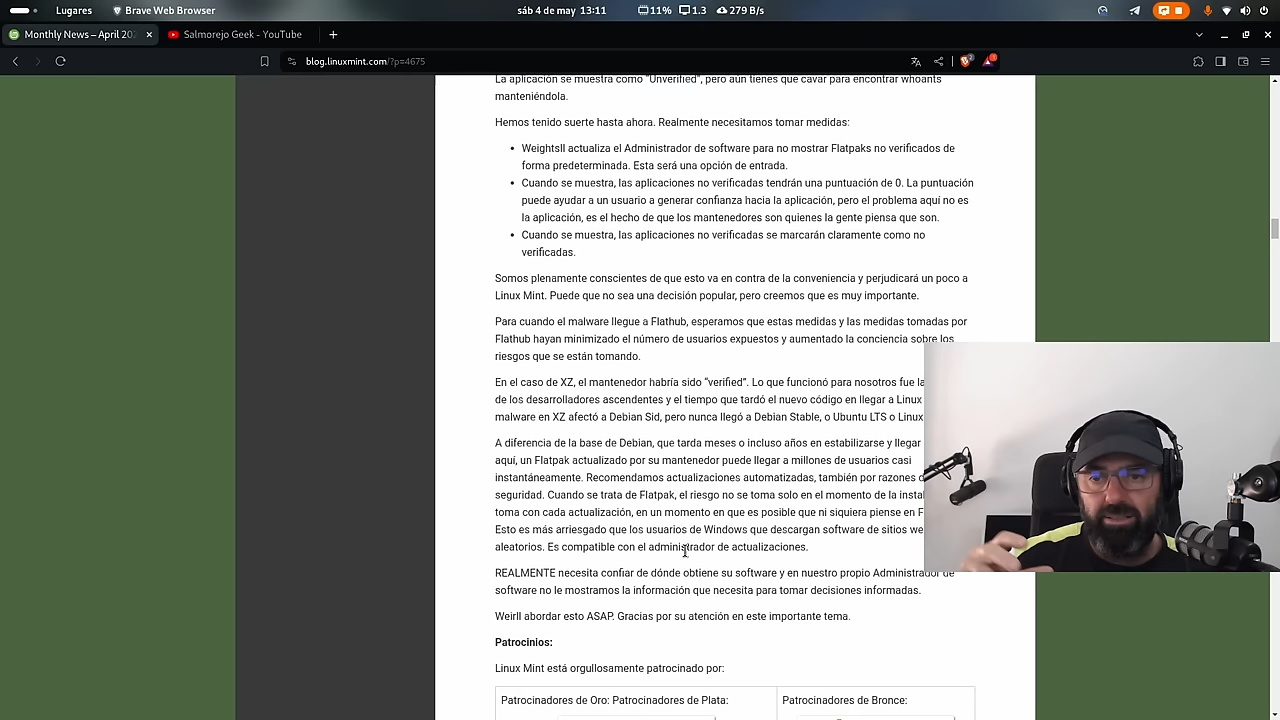 Lugares
Brave Web Browser
sáb 4 de may 13:11
11%
1.3
279 B/s
Monthly News – April 202
Salmorejo Geek - YouTube
blog.linuxmint.com/?p=4675
La aplicación se muestra como “Unverified”, pero aún tienes que cavar para encontrar whoants
manteniéndola.
Hemos tenido suerte hasta ahora. Realmente necesitamos tomar medidas:
• Weightsll actualiza el Administrador de software para no mostrar Flatpaks no verificados de
forma predeterminada. Esta será una opción de entrada.
• Cuando se muestra, las aplicaciones no verificadas tendrán una puntuación de 0. La puntuación
puede ayudar a un usuario a generar confianza hacia la aplicación, pero el problema aquí no es
la aplicación, es el hecho de que los mantenedores son quienes la gente piensa que son.
• Cuando se muestra, las aplicaciones no verificadas se marcarán claramente como no
verificadas.
Somos plenamente conscientes de que esto va en contra de la conveniencia y perjudicará un poco a
Linux Mint. Puede que no sea una decisión popular, pero creemos que es muy importante.
Para cuando el malware llegue a Flathub, esperamos que estas medidas y las medidas tomadas por
Flathub hayan minimizado el número de usuarios expuestos y aumentado la conciencia sobre los
riesgos que se están tomando.
En el caso de XZ, el mantenedor habría sido “verified”. Lo que funcionó para nosotros fue la
de los desarrolladores ascendentes y el tiempo que tardó el nuevo código en llegar a Linux
malware en XZ afectó a Debian Sid, pero nunca llegó a Debian Stable, o Ubuntu LTS o Linux
A diferencia de la base de Debian, que tarda meses o incluso años en estabilizarse y llegar
aquí, un Flatpak actualizado por su mantenedor puede llegar a millones de usuarios casi
instantáneamente. Recomendamos actualizaciones automatizadas, también por razones d
seguridad. Cuando se trata de Flatpak, el riesgo no se toma solo en el momento de la instal
toma con cada actualización, en un momento en que es posible que ni siquiera piense en F
Esto es más arriesgado que los usuarios de Windows que descargan software de sitios we
aleatorios. Es compatible con el administrador de actualizaciones.
REALMENTE necesita confiar de dónde obtiene su software y en nuestro propio Administrador de
software no le mostramos la información que necesita para tomar decisiones informadas.
Weirll abordar esto ASAP. Gracias por su atención en este importante tema.
Patrocinios:
Linux Mint está orgullosamente patrocinado por:
Patrocinadores de Oro: Patrocinadores de Plata:
Patrocinadores de Bronce: